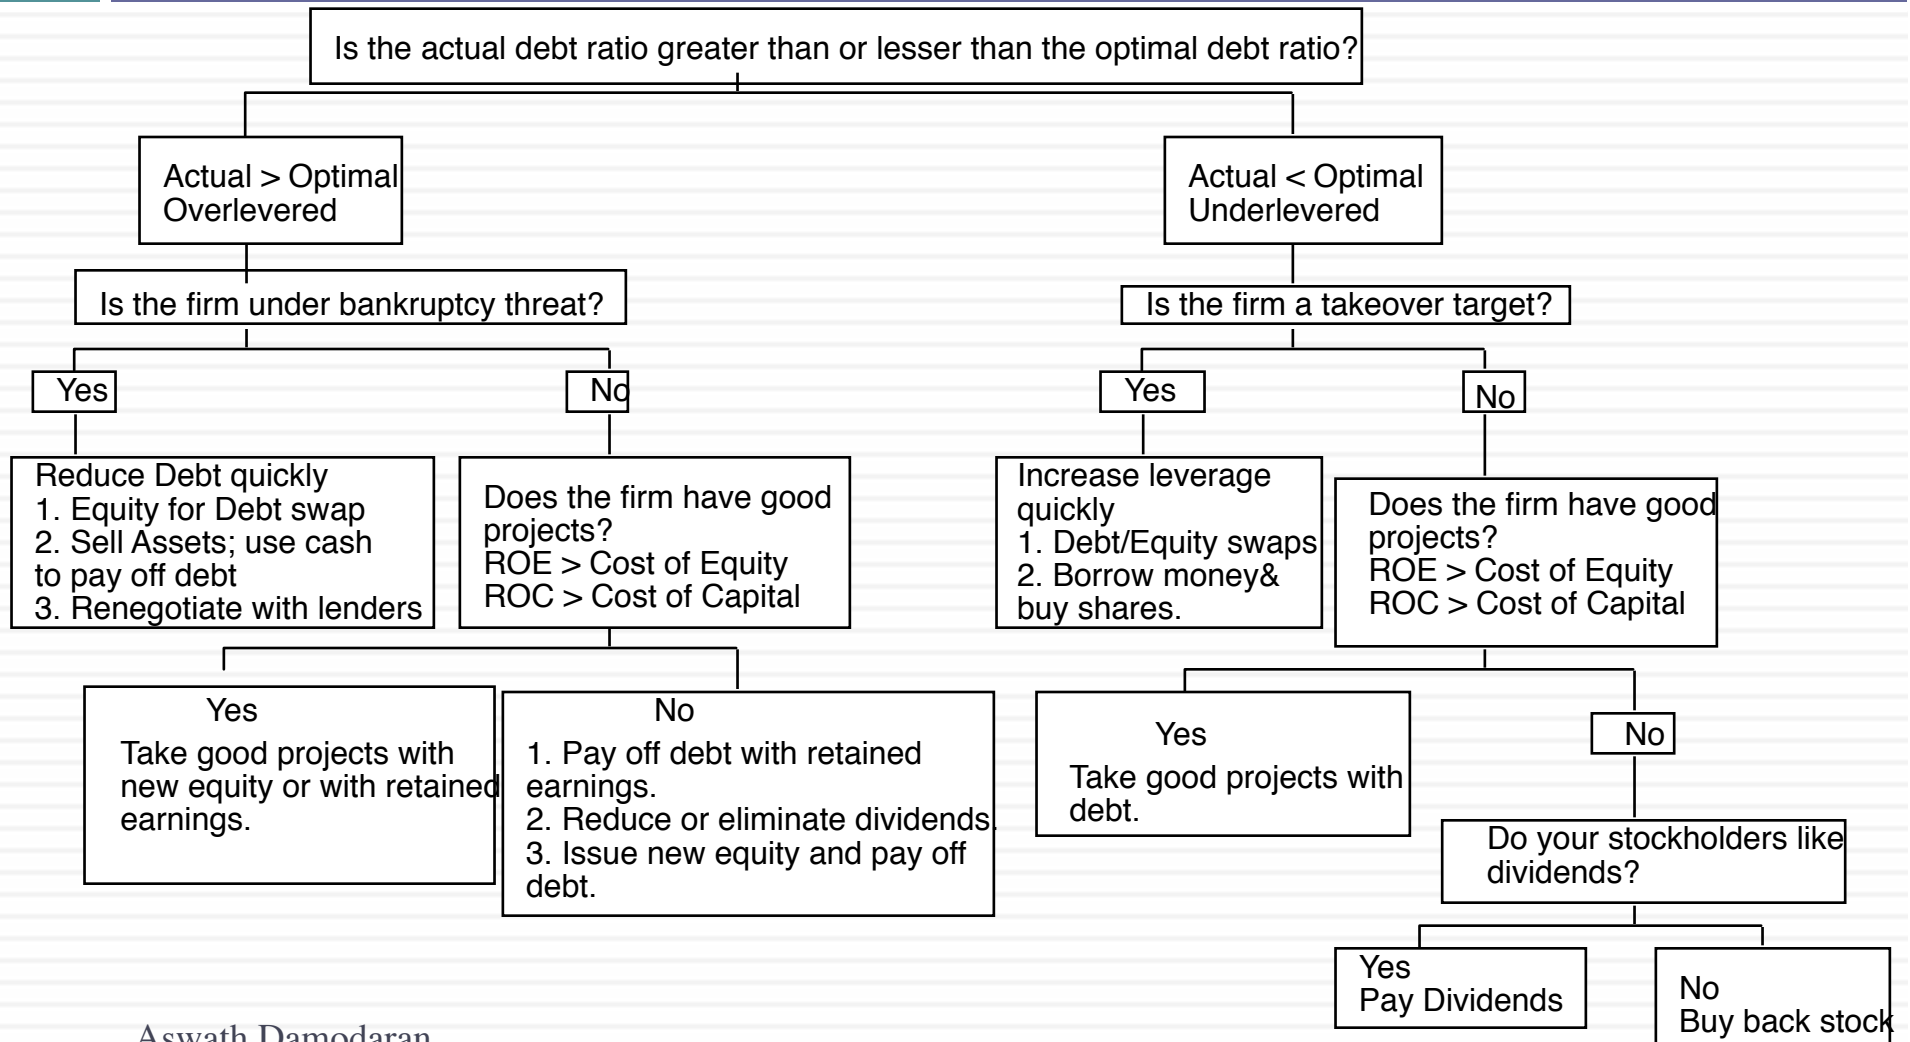 Is the actual debt ratio greater than or lesser than the optimal debt ratio?
Actual > Optimal
Overlevered
Actual < Optimal
Underlevered
Is the firm under bankruptcy threat?
Is the firm a takeover target?
Yes
No
Yes
No
Reduce Debt quickly
1. Equity for Debt swap
2. Sell Assets; use cash
to pay off debt
3. Renegotiate with lenders
Does the firm have good
projects?
ROE > Cost of Equity
ROC > Cost of Capital
Increase leverage
quickly
1. Debt/Equity swaps
2. Borrow money&
buy shares.
Does the firm have good
projects?
ROE > Cost of Equity
ROC > Cost of Capital
Yes
Take good projects with
new equity or with retained
earnings.
No
1. Pay off debt with retained
earnings.
2. Reduce or eliminate dividends.
3. Issue new equity and pay off
debt.
Yes
Take good projects with
debt.
No
Do your stockholders like
dividends?
Yes
Pay Dividends
No
Buy back stock
Aswath Damodaran